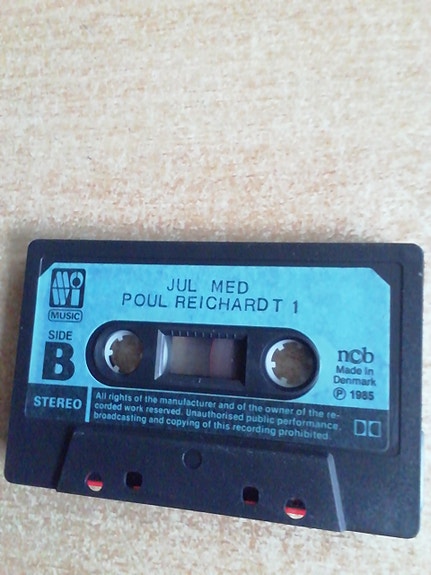 JUL MED
POUL REICHARDT 1
MUSIC
SIDE
B
STEREO
ncb
Made in
Denmark
Ⓟ 1985
All rights of the manufacturer and of the owner of the re-
corded work reserved. Unauthorised public performance,
broadcasting and copying of this recording prohibited.